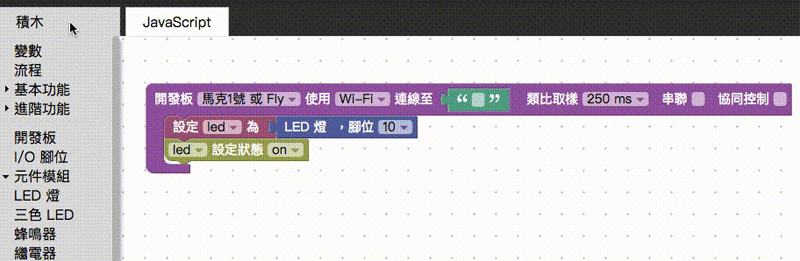 積木
JavaScript
變數
流程
基本功能
進階功能
開發板
I/O 腳位
元件模組
LED 燈
三色 LED
蜂鳴器
繼電器
開發板 馬克1號 或 Fly 使用 Wi-Fi 連線至 “ ” 類比取樣 250 ms 串聯 協同控制
設定 led 為 LED 燈 ，腳位 10
led 設定狀態 on